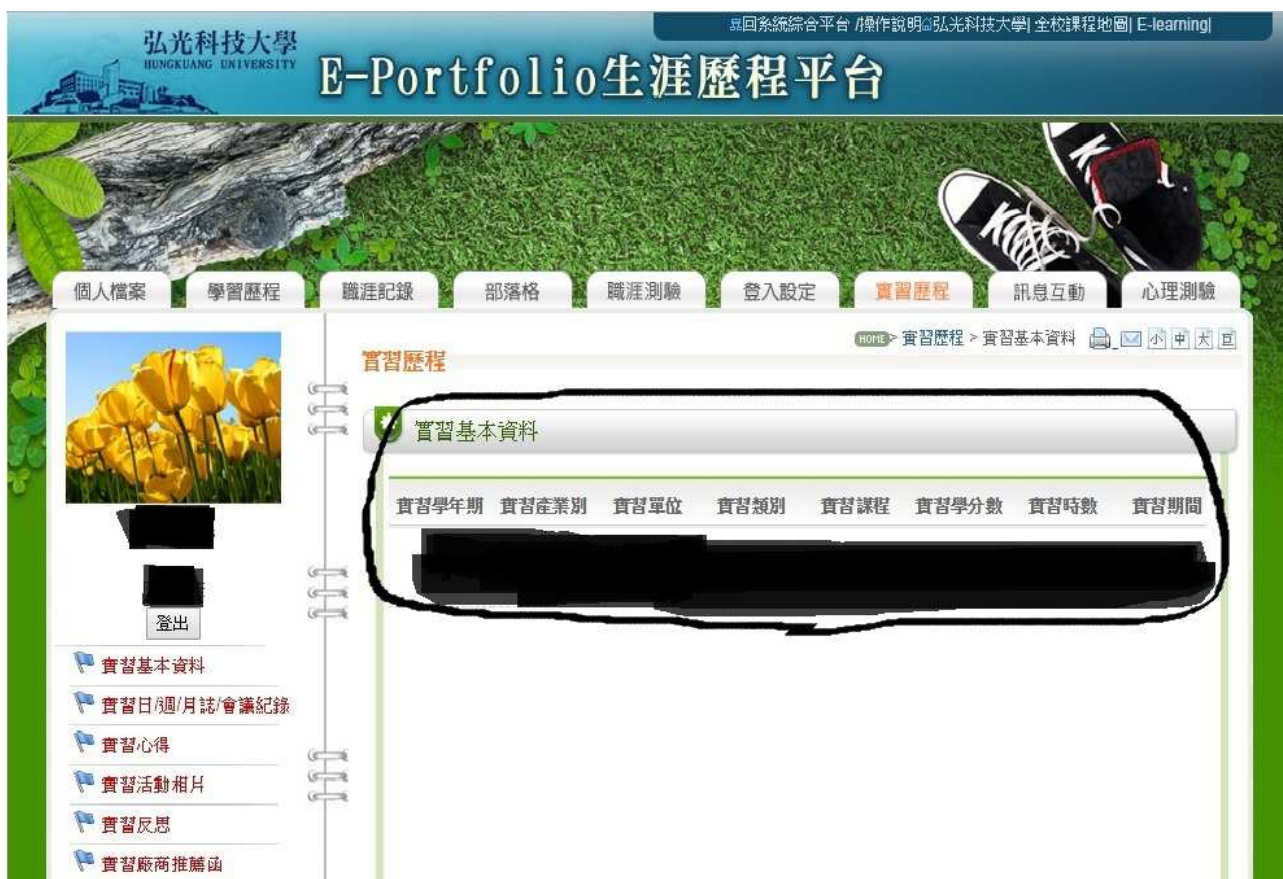 回系統綜合平台 /操作說明 弘光科技大學| 全校課程地圖| E-learning|
弘光科技大學
HUNGKUANG UNIVERSITY
E-Portfolio生涯歷程平台
個人檔案 學習歷程 職涯記錄 部落格 職涯測驗 登入設定 實習歷程 訊息互動 心理測驗
HOME > 實習歷程 > 實習基本資料 小 中 大 巨
實習歷程
實習基本資料
實習學年期 實習產業別 實習單位 實習類別 實習課程 實習學分數 實習時數 實習期間
登出
實習基本資料
實習日/週/月誌/會議紀錄
實習心得
實習活動相片
實習反思
實習廠商推薦函